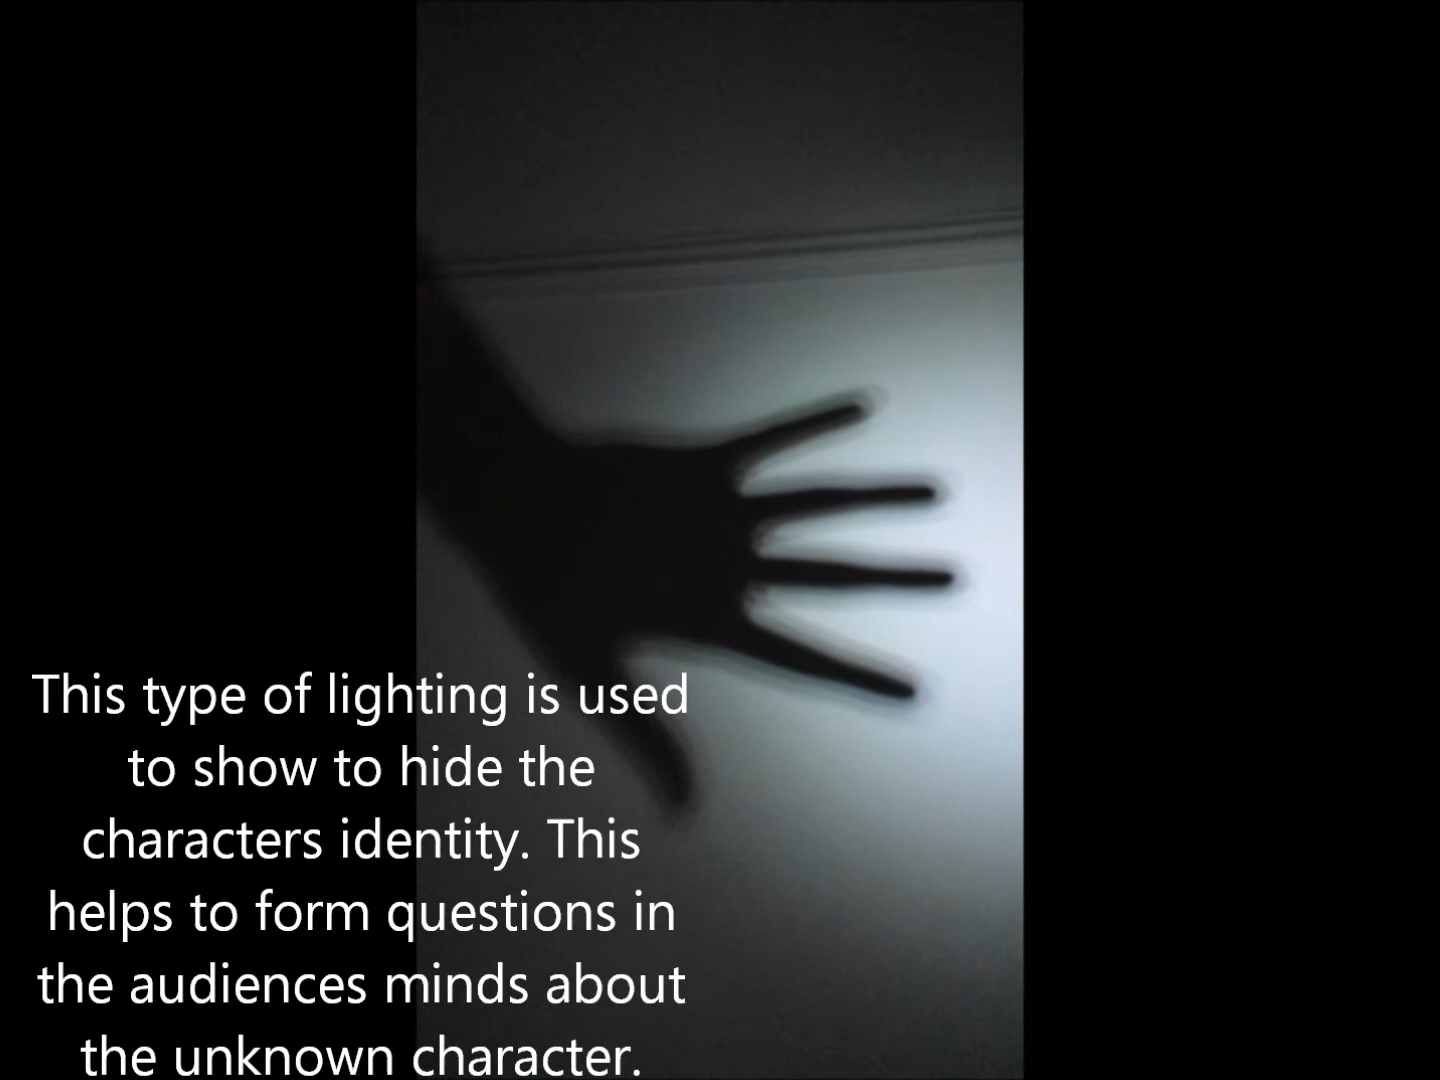 This type of lighting is used
to show to hide the
characters identity. This
helps to form questions in
the audiences minds about
the unknown character.